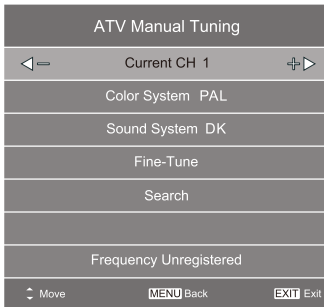 ATV Manual Tuning
Current CH 1
Color System PAL
Sound System DK
Fine-Tune
Search
Frequency Unregistered
Move MENU Back EXIT Exit